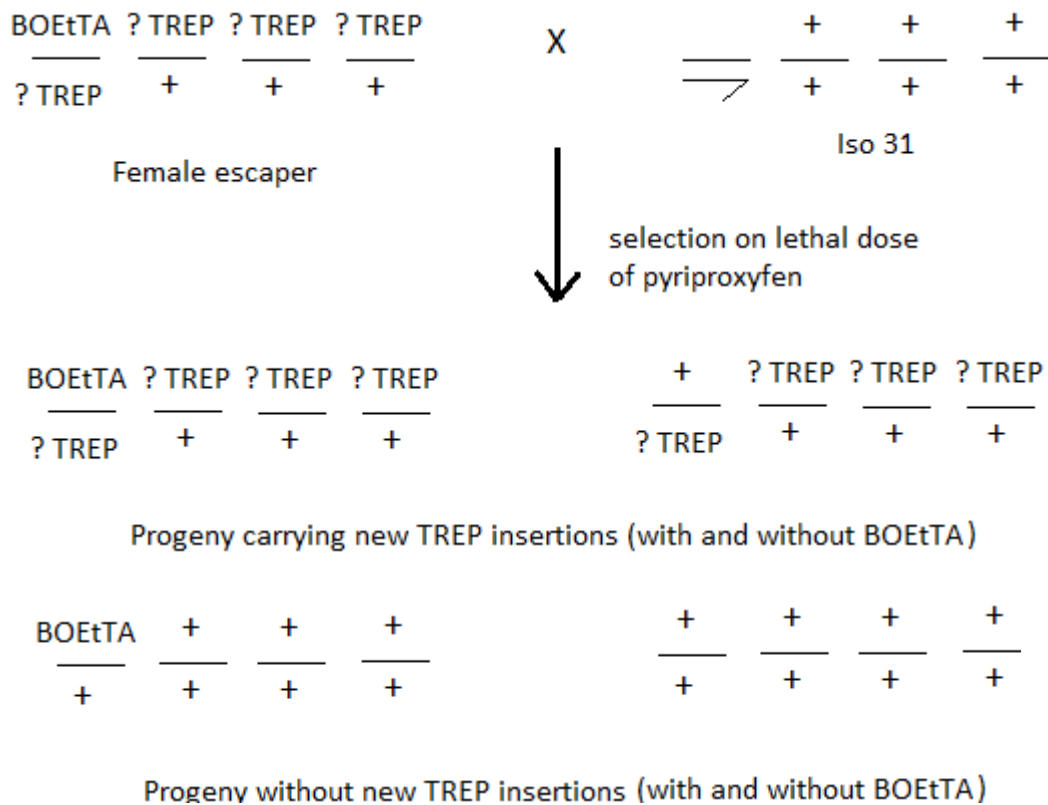 BOEtTA ? TREP ? TREP ? TREP
? TREP + + +
Female escaper
X
+ + +
+ + +
Iso 31
selection on lethal dose
of pyriproxyfen
BOEtTA ? TREP ? TREP ? TREP
? TREP + + +
+ ? TREP ? TREP ? TREP
? TREP + + +
Progeny carrying new TREP insertions (with and without BOEtTA)
BOEtTA + + +
+ + + +
+ + + +
+ + + +
Progeny without new TREP insertions (with and without BOEtTA)